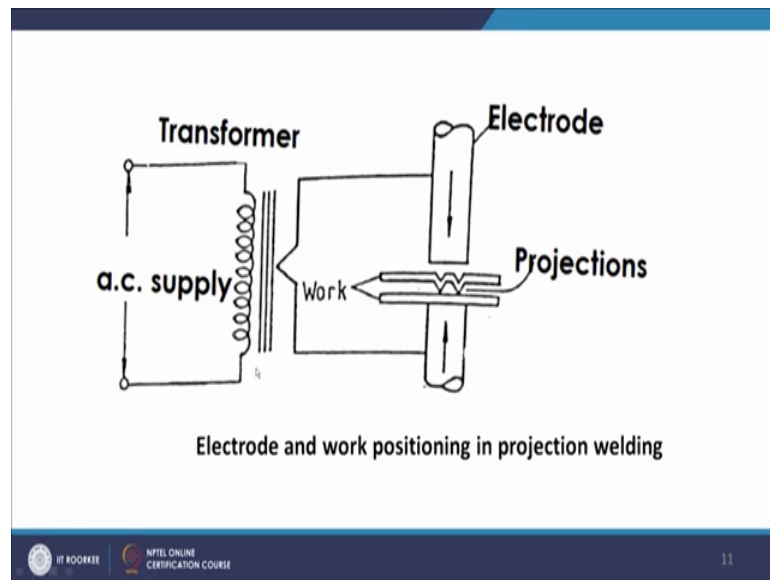 Transformer
Electrode
a.c. supply
Work
Projections
Electrode and work positioning in projection welding
IIT ROORKEE
NPTEL ONLINE
CERTIFICATION COURSE
11